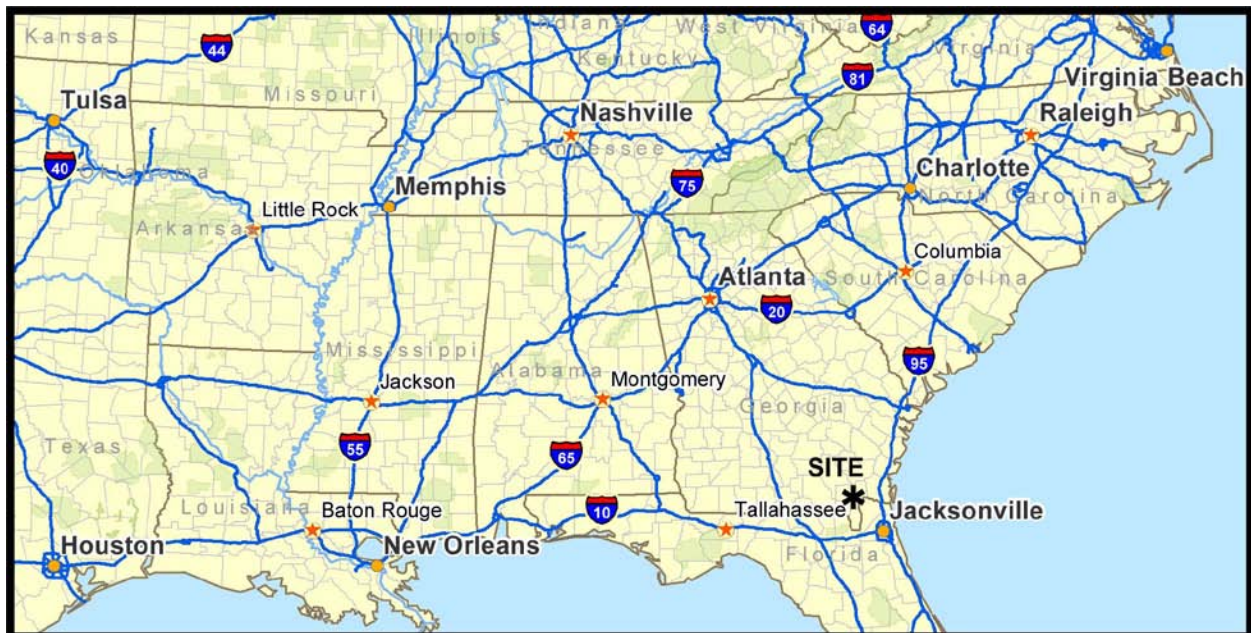 Kansas
44
Missouri
Illinois
Indiana
Kentucky
West Virginia
64
Virginia
81
Virginia Beach
Tulsa
Nashville
Tennessee
Raleigh
40
Oklahoma
Memphis
75
Charlotte
North Carolina
Little Rock
Arkansa
Columbia
South Carolina
Atlanta
20
Mississippi
Alabama
95
Jackson
Montgomery
Georgia
Texas
55
65
SITE
*
Louisiana
Baton Rouge
10
Tallahassee
Jacksonville
Houston
New Orleans
Florida